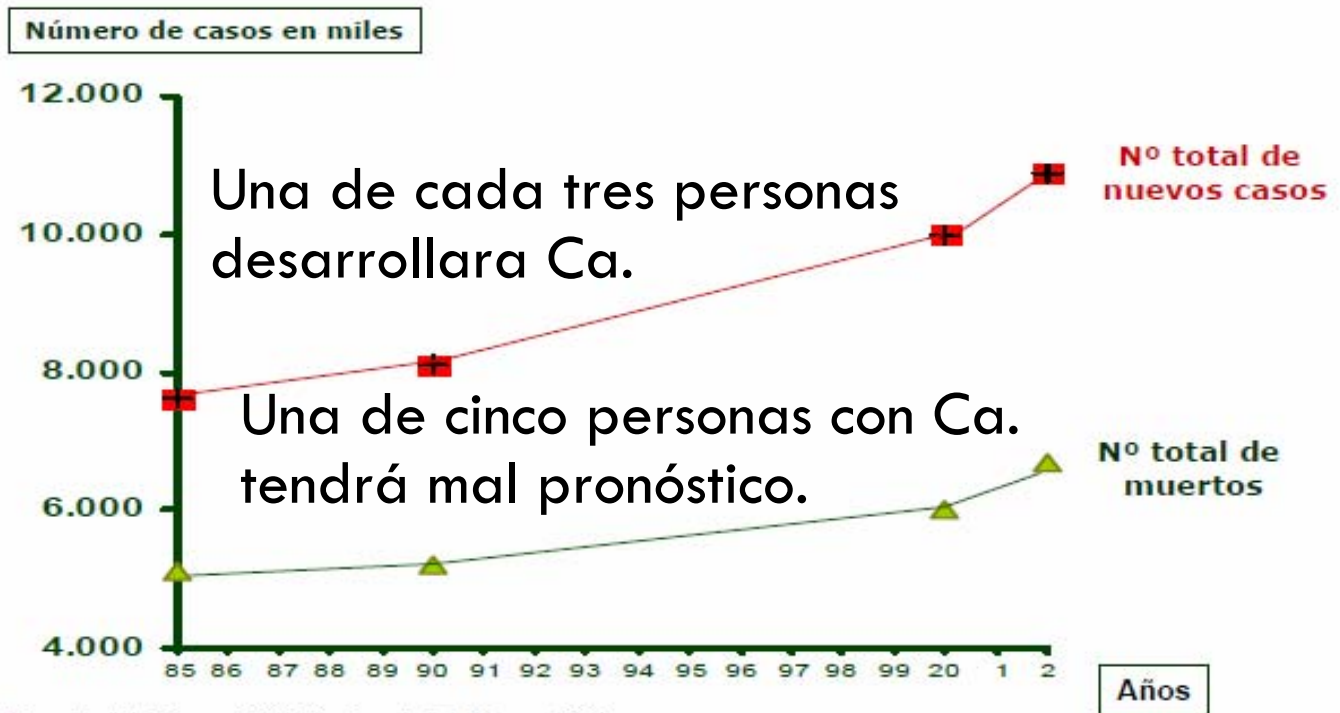 Número de casos en miles
12.000
Una de cada tres personas
desarrollara Ca.
Nº total de
nuevos casos
10.000
8.000
Una de cinco personas con Ca.
tendrá mal pronóstico.
Nº total de
muertos
6.000
4.000
85 86 87 88 89 90 91 92 93 94 95 96 97 98 99 20 1 2
Años